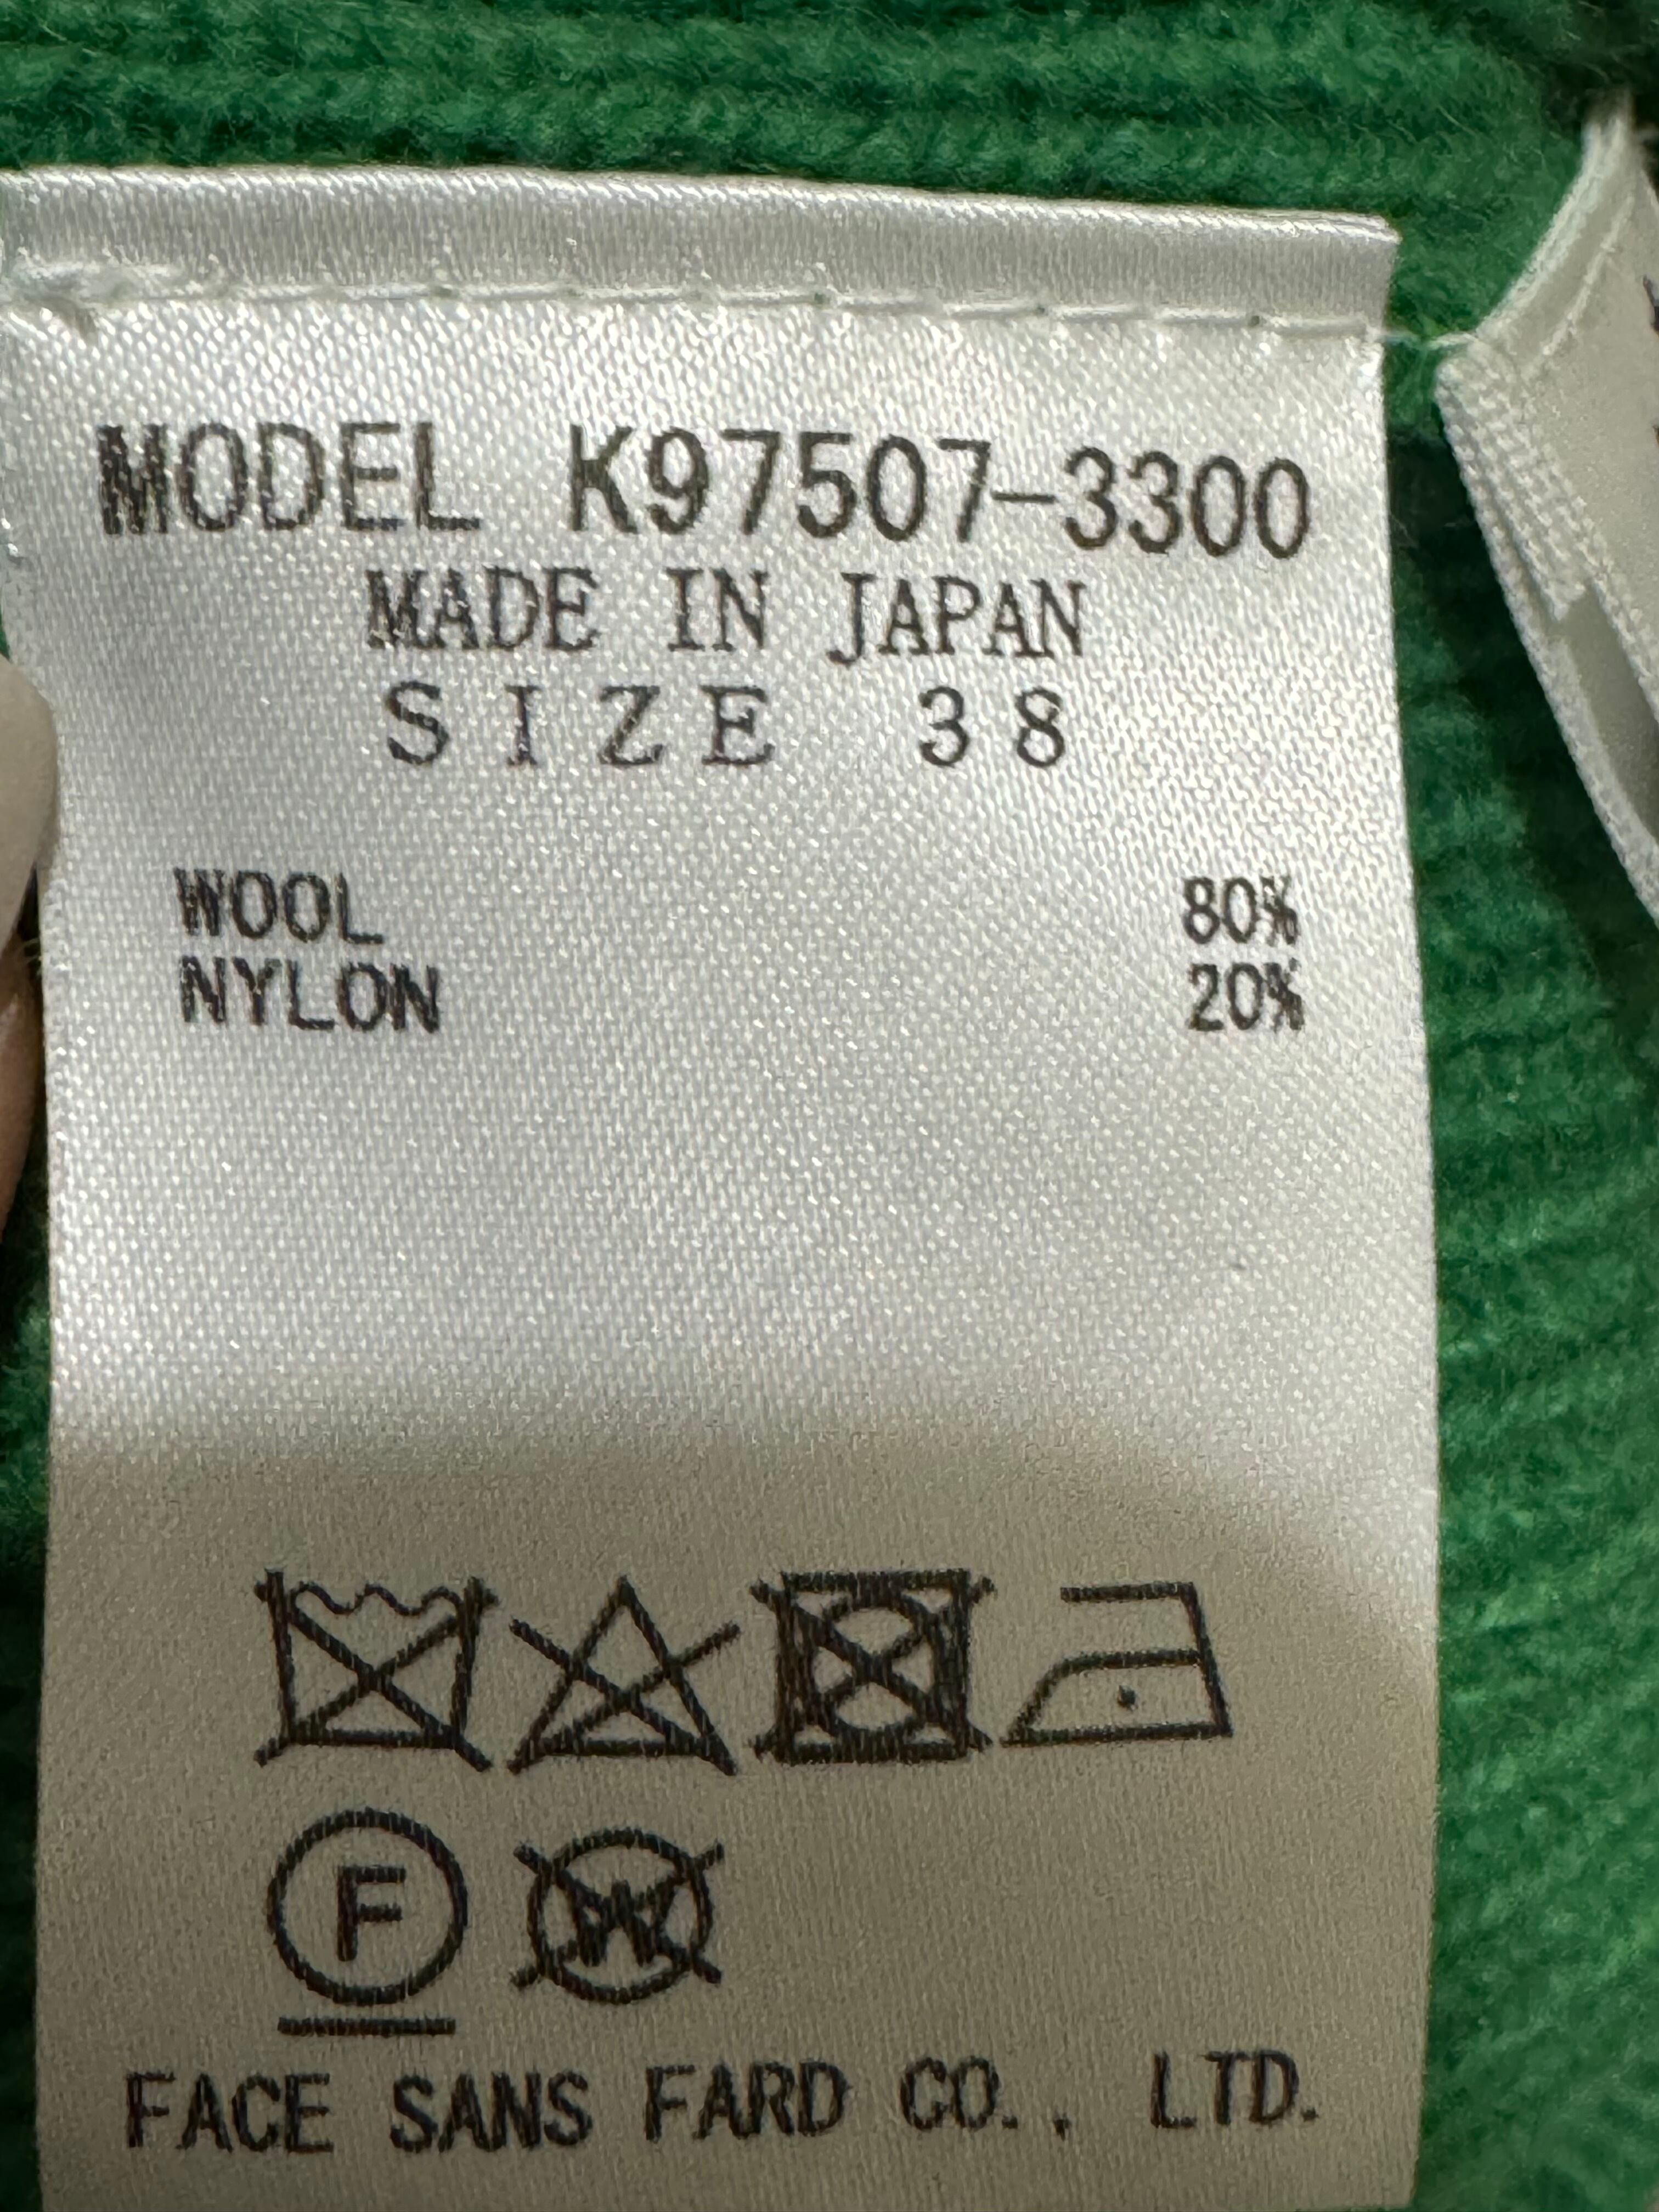 MODEL K97507-3300
MADE IN JAPAN
SIZE 38
WOOL 80%
NYLON 20%
F W
FACE SANS FARD CO., LTD.